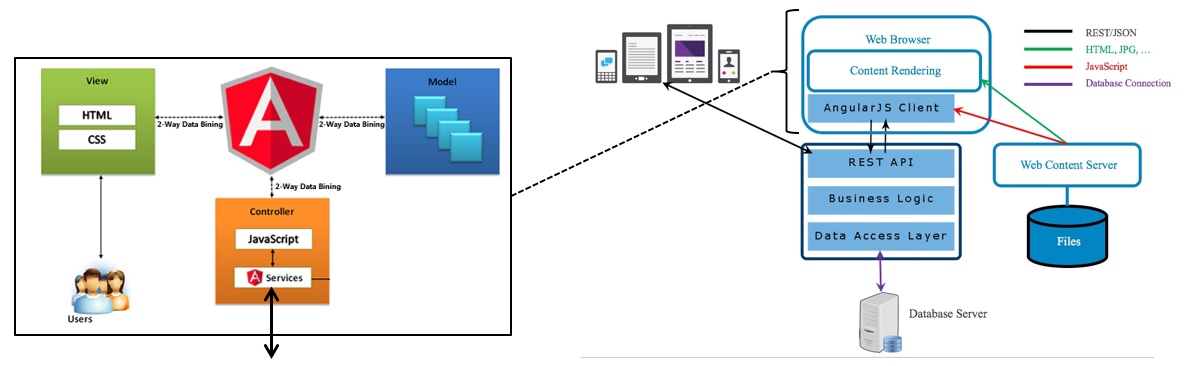 View
HTML
CSS
2-Way Data Bining
A
2-Way Data Bining
Model
2-Way Data Bining
Controller
JavaScript
A Services
Users
Web Browser
Content Rendering
AngularJS Client
REST API
Business Logic
Data Access Layer
Database Server
REST/JSON
HTML, JPG, ...
JavaScript
Database Connection
Web Content Server
Files